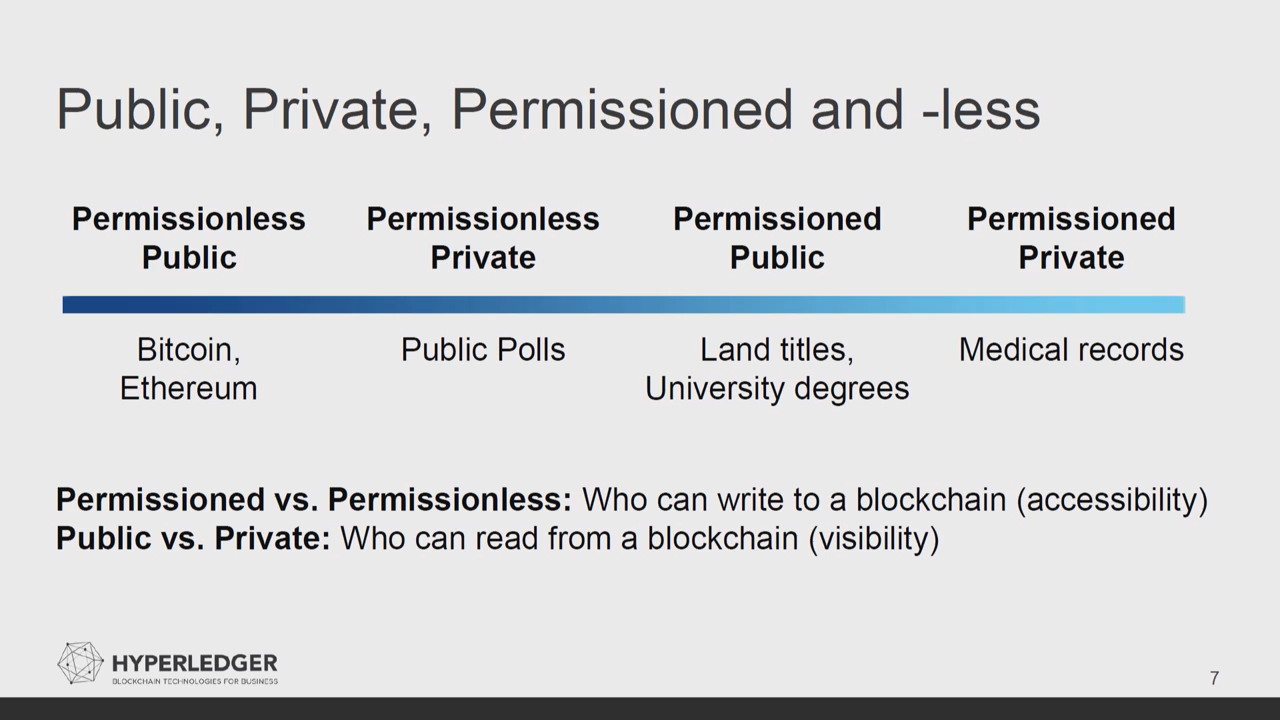 Public, Private, Permissioned and -less
Permissionless
Public
Permissionless
Private
Permissioned
Public
Permissioned
Private
Bitcoin,
Ethereum
Public Polls
Land titles,
University degrees
Medical records
Permissioned vs. Permissionless: Who can write to a blockchain (accessibility)
Public vs. Private: Who can read from a blockchain (visibility)
HYPERLEDGER
BLOCKCHAIN TECHNOLOGIES FOR BUSINESS
7